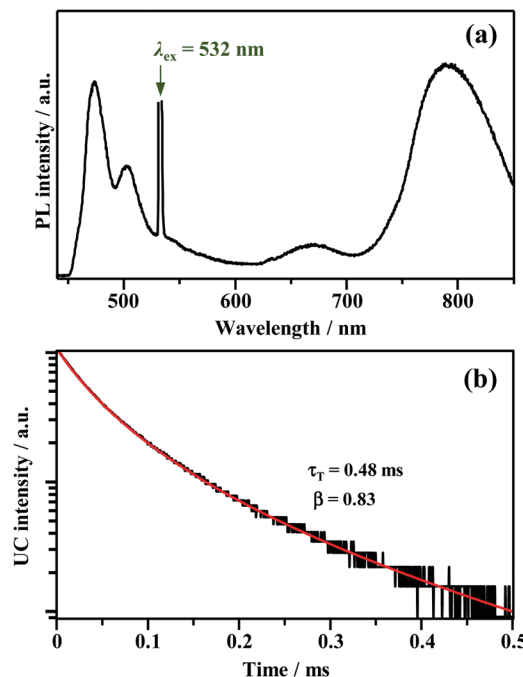 (a)
λex = 532 nm
PL intensity / a.u.
500 600 700 800
Wavelength / nm
(b)
τT = 0.48 ms
β = 0.83
UC intensity / a.u.
0 0.1 0.2 0.3 0.4 0.5
Time / ms